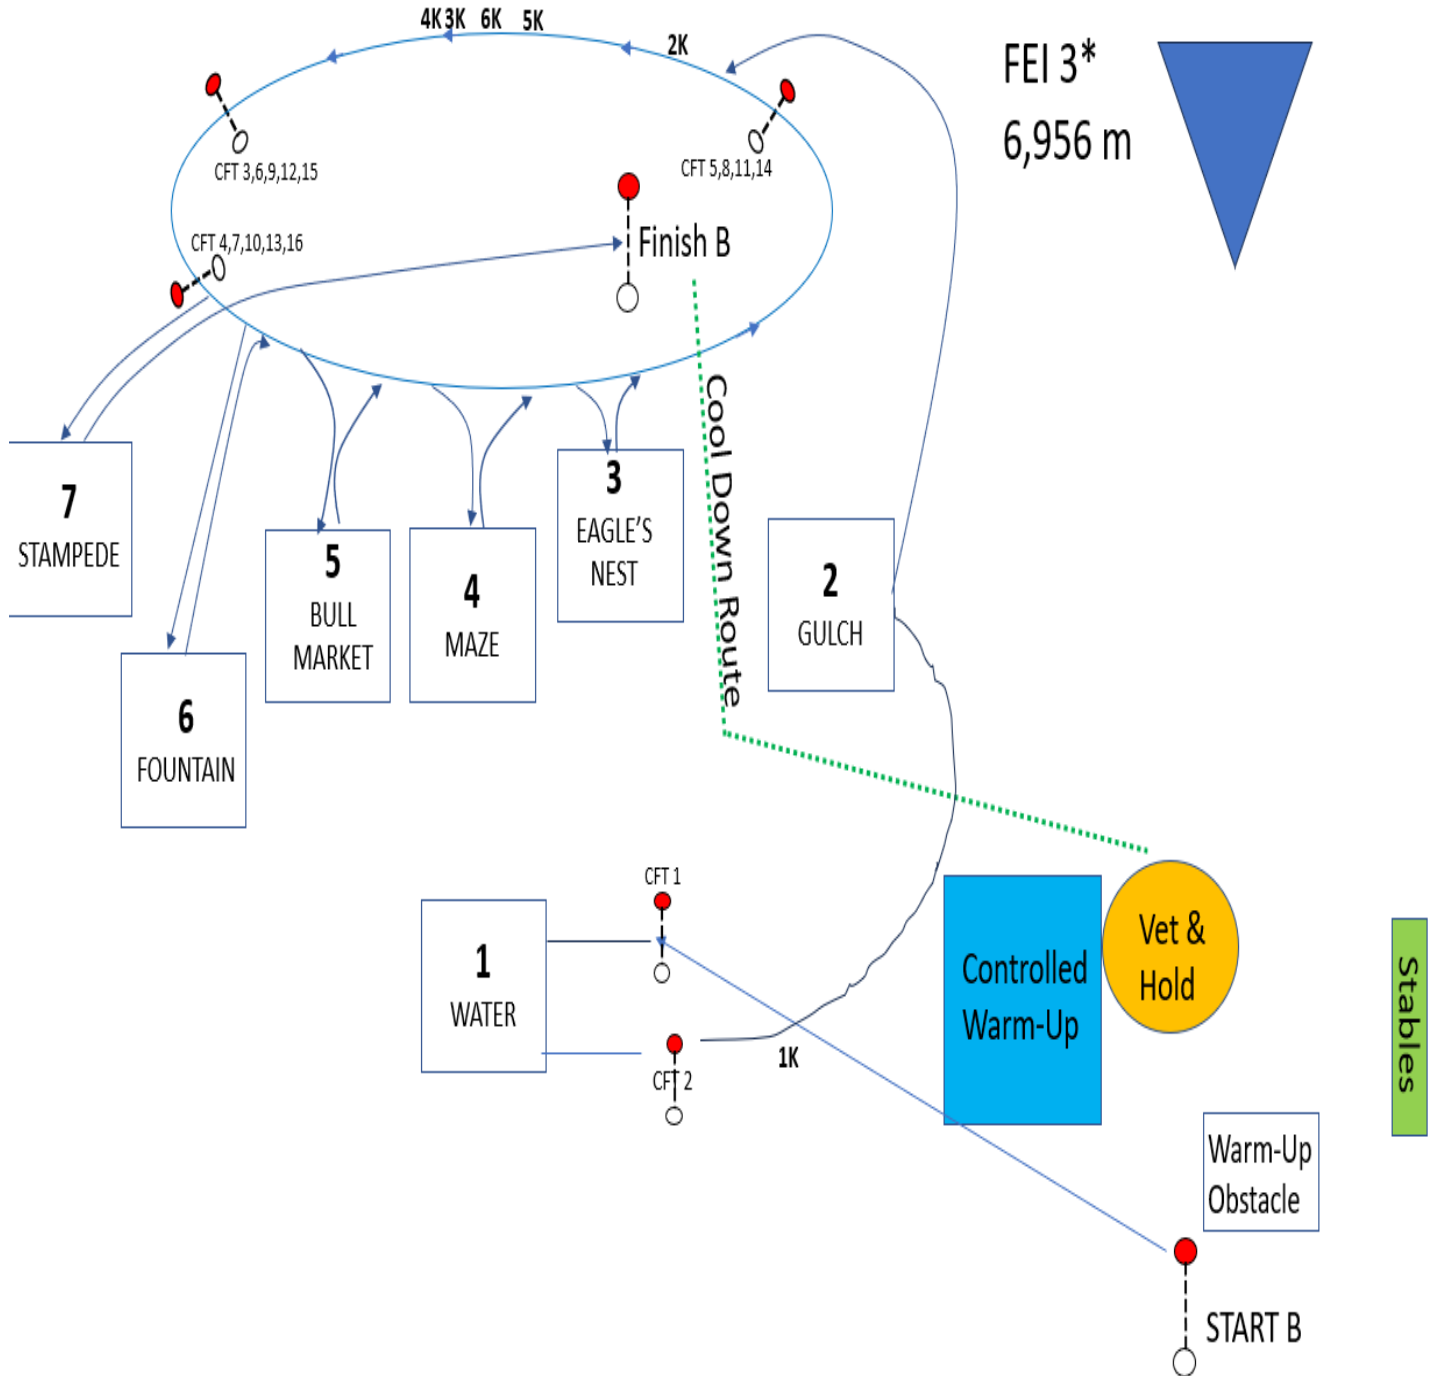 4K 3K 6K 5K
2K
FEI 3*
6,956 m
CFT 3,6,9,12,15
CFT 5,8,11,14
CFT 4,7,10,13,16
Finish B
Cool Down Route
7
STAMPEDE
6
FOUNTAIN
5
BULL
MARKET
4
MAZE
3
EAGLE’S
NEST
2
GULCH
CFT 1
1
WATER
CFT 2
1K
Controlled
Warm-Up
Vet &
Hold
Stables
Warm-Up
Obstacle
START B